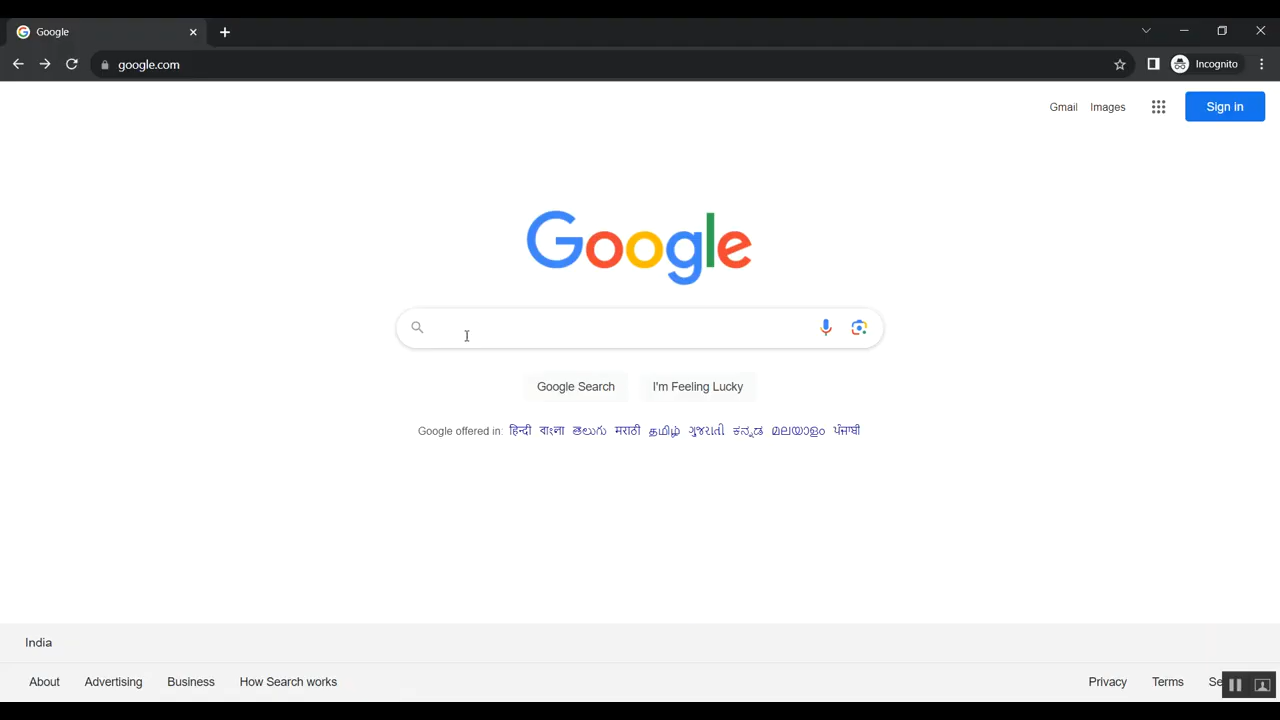 Google
google.com
Incognito
Gmail Images Sign in
Google
Google Search I'm Feeling Lucky
Google offered in: हिन्दी বাংলা తెలుగు मराठी தமிழ் ગુજરાતી ಕನ್ನಡ മലയാളം ਪੰਜਾਬੀ
India
About Advertising Business How Search works Privacy Terms